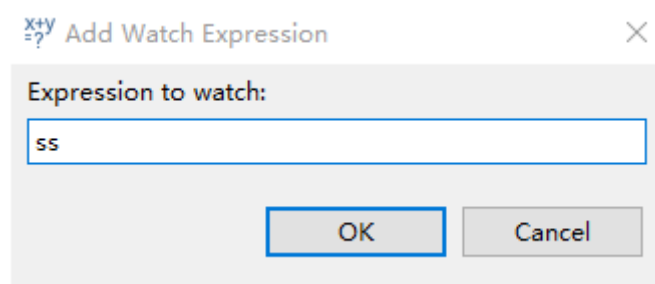 x+y
=?
Add Watch Expression
Expression to watch:
ss
OK
Cancel